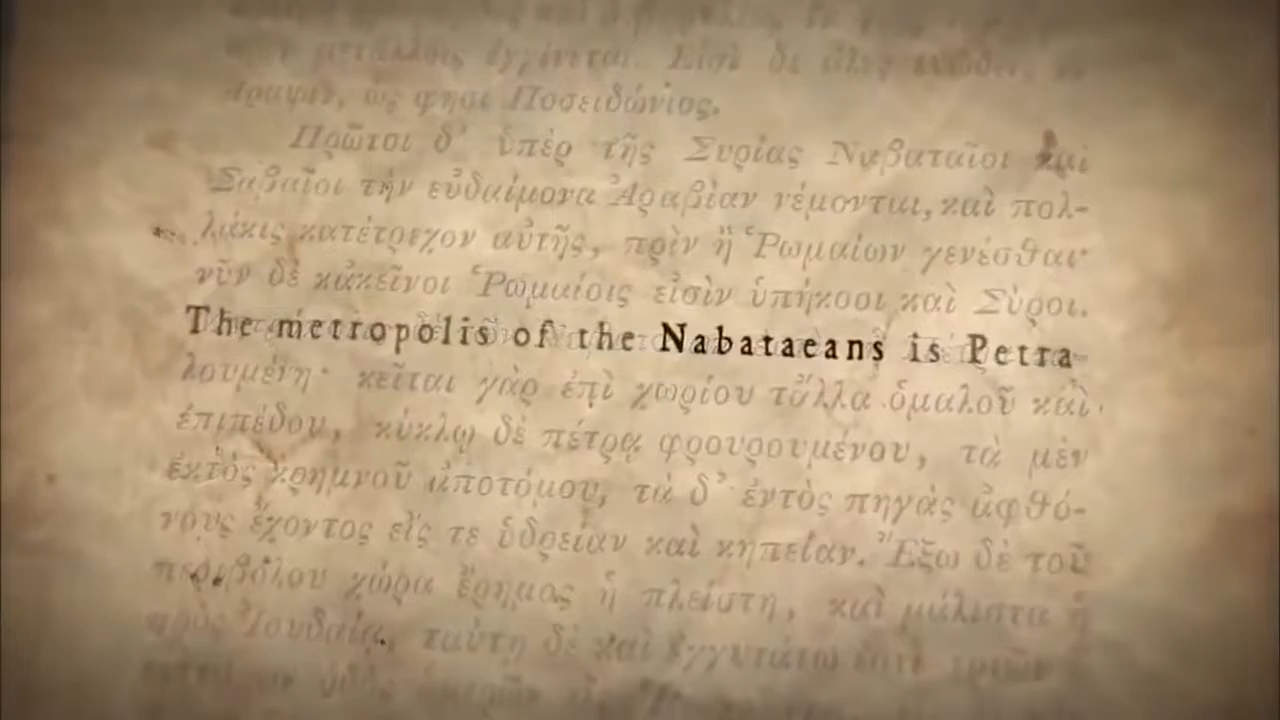 μετάλλοις ἐγγίνεται. Εἰσὶ δὲ
φησι Ποσειδώνιος.
Πρῶτοι δ' ὑπὲρ τῆς Συρίας Ναβαταῖοι καὶ
Σαβαῖοι τὴν εὐδαίμονα Ἀραβίαν νέμονται, καὶ πολ-
λάκις κατέτρεχον αὐτῆς, πρὶν ἢ Ῥωμαίων γενέσθαι·
νῦν δὲ κἀκεῖνοι Ῥωμαίοις εἰσὶν ὑπήκοοι καὶ Σύροι.
The metropolis of the Nabataeans is Petra
λουμένη· κεῖται γὰρ ἐπὶ χωρίου τἄλλα ὁμαλοῦ καὶ
ἐπιπέδου, κύκλῳ δὲ πέτρᾳ φρουρουμένου, τὰ μὲν
ἐκτὸς κρημνοῦ ἀποτόμου, τὰ δ' ἐντὸς πηγὰς ἀφθό-
νους ἔχοντος εἴς τε ὑδρείαν καὶ κηπείαν. Ἔξω δὲ τοῦ
περιβόλου χώρα ἔρημος ἡ πλείστη, καὶ μάλιστα ἡ
πρὸς Ἰουδαίᾳ, ταύτῃ δὲ καὶ ἐγγυτάτω ἐστὶ τριῶν